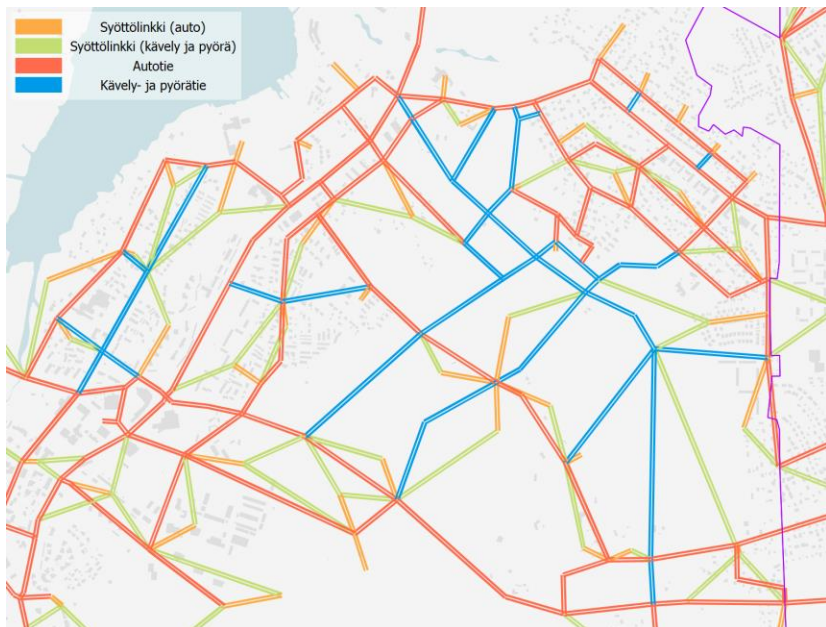 Syöttölinkki (auto)
Syöttölinkki (kävely ja pyörä)
Autotie
Kävely- ja pyörätie